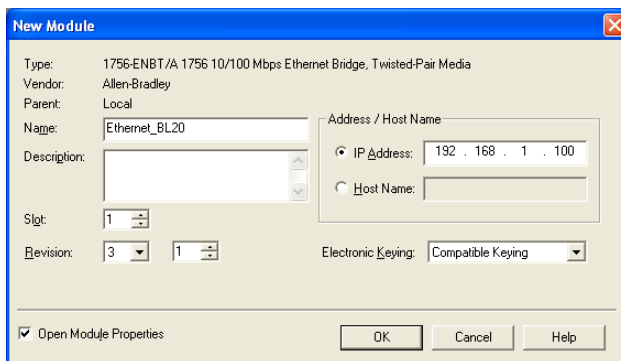 New Module
Type: 1756-ENBT/A 1756 10/100 Mbps Ethernet Bridge, Twisted-Pair Media
Vendor: Allen-Bradley
Parent: Local
Name: Ethernet_BL20
Description:
Slot: 1
Revision: 3 1
Address / Host Name
IP Address: 192 . 168 . 1 . 100
Host Name:
Electronic Keying: Compatible Keying
Open Module Properties
OK Cancel Help